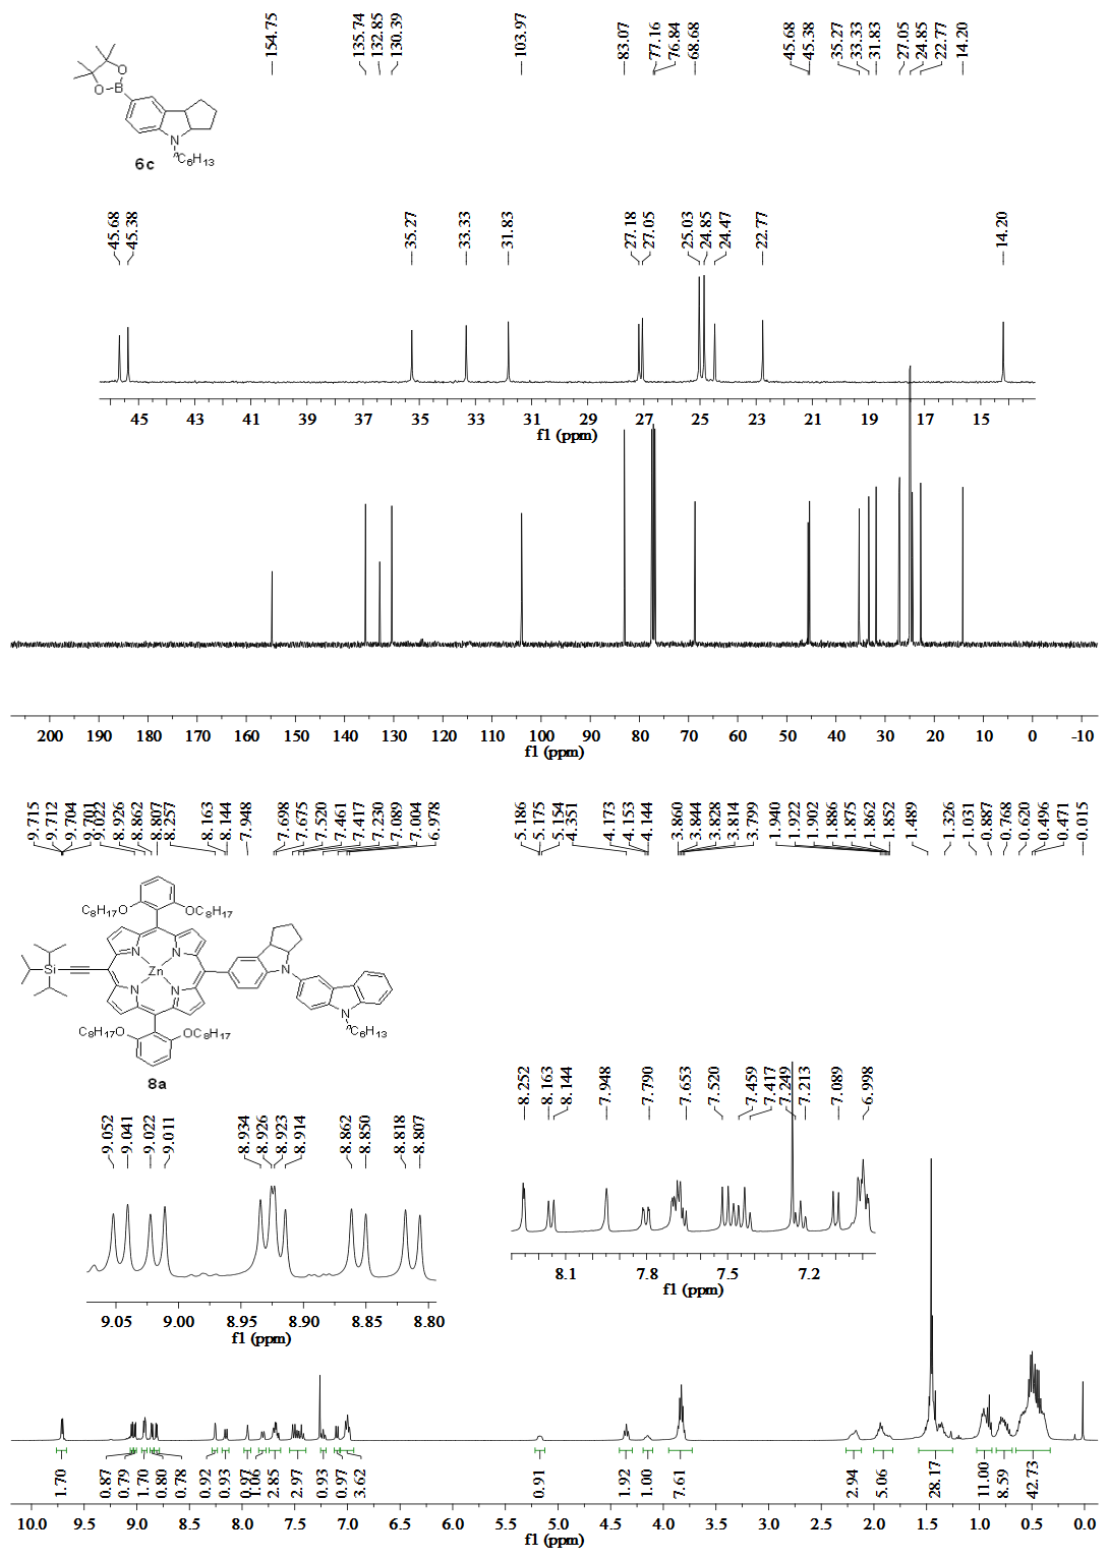 154.75 135.74 132.85 130.39 103.97 83.07 77.16 76.84 68.68 45.68 45.38 35.27 33.33 31.83 27.05 24.85 22.77 14.20
O
O B
N
6c
ⁿC6H13
45.68 45.38 35.27 33.33 31.83 27.18 27.05 25.03 24.85 24.47 22.77 14.20
45 43 41 39 37 35 33 31 29 27 25 23 21 19 17 15
f1 (ppm)
200 190 180 170 160 150 140 130 120 110 100 90 80 70 60 50 40 30 20 10 0 -10
f1 (ppm)
9.715 9.712 9.704 9.701 9.022 8.926 8.862 8.807 8.257 8.163 8.144 7.948 7.698 7.675 7.520 7.461 7.417 7.230 7.089 7.004 6.978 5.186 5.175 5.154 4.351 4.173 4.153 4.144 3.860 3.844 3.828 3.814 3.799 1.940 1.922 1.902 1.886 1.875 1.862 1.852 1.489 1.326 1.031 0.887 0.768 0.620 0.496 0.471 0.015
C8H17O OC8H17
Si N N Zn N N N
N
C8H17O OC8H17
ⁿC6H13
8a
9.052 9.041 9.022 9.011 8.934 8.926 8.923 8.914 8.862 8.850 8.818 8.807
9.05 9.00 8.95 8.90 8.85 8.80
f1 (ppm)
8.252 8.163 8.144 7.948 7.790 7.653 7.520 7.459 7.417 7.249 7.213 7.089 6.998
8.1 7.8 7.5 7.2
f1 (ppm)
1.70 0.87 0.79 1.70 0.80 0.78 0.92 0.93 0.97 1.06 2.85 2.97 0.93 0.97 3.62 0.91 1.92 1.00 7.61 2.94 5.06 28.17 11.00 8.59 42.73
10.0 9.5 9.0 8.5 8.0 7.5 7.0 6.5 6.0 5.5 5.0 4.5 4.0 3.5 3.0 2.5 2.0 1.5 1.0 0.5 0.0
f1 (ppm)